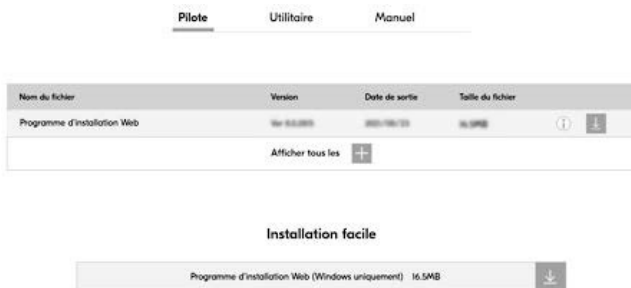 Pilote Utilitaire Manuel
Nom du fichier Version Date de sortie Taille du fichier
Programme d'installation Web
Afficher tous les
Installation facile
Programme d'installation Web (Windows uniquement) 16.5MB